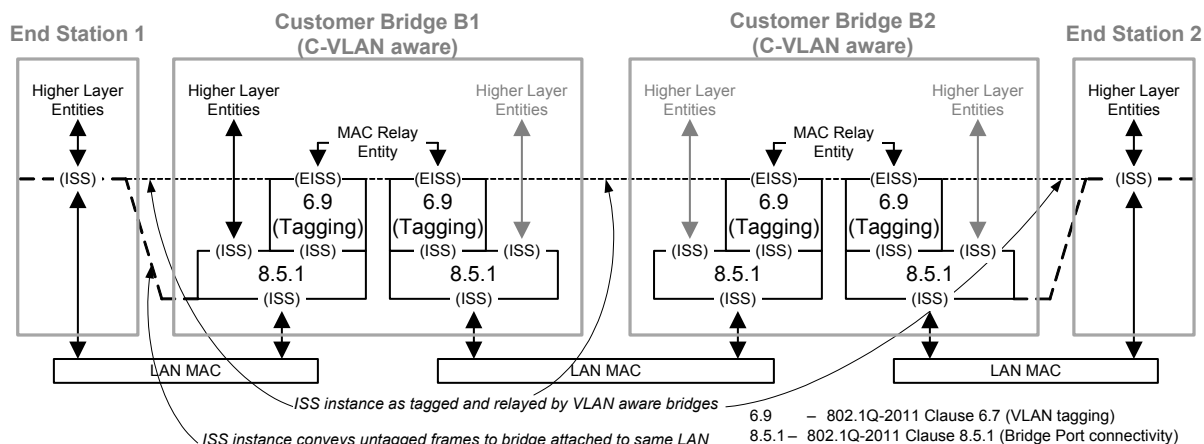 End Station 1
Customer Bridge B1
(C-VLAN aware)
Customer Bridge B2
(C-VLAN aware)
End Station 2
Higher Layer
Entities
Higher Layer
Entities
Higher Layer
Entities
Higher Layer
Entities
Higher Layer
Entities
Higher Layer
Entities
MAC Relay
Entity
MAC Relay
Entity
(ISS)
(EISS)
(EISS)
(EISS)
(EISS)
(ISS)
6.9
(Tagging)
6.9
(Tagging)
6.9
(Tagging)
6.9
(Tagging)
(ISS)
(ISS)
(ISS)
(ISS)
(ISS)
(ISS)
(ISS)
(ISS)
8.5.1
8.5.1
8.5.1
8.5.1
(ISS)
(ISS)
(ISS)
(ISS)
LAN MAC
LAN MAC
LAN MAC
ISS instance as tagged and relayed by VLAN aware bridges
6.9 – 802.1Q-2011 Clause 6.7 (VLAN tagging)
ISS instance conveys untagged frames to bridge attached to same LAN
8.5.1 – 802.1Q-2011 Clause 8.5.1 (Bridge Port connectivity)